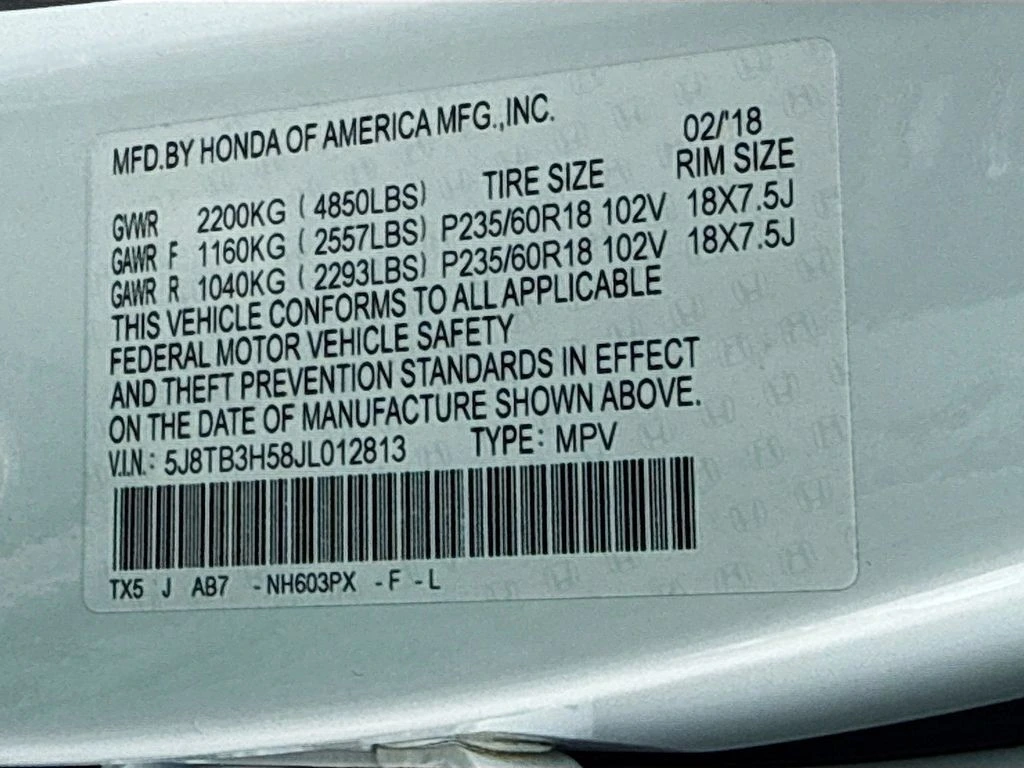 MFD.BY HONDA OF AMERICA MFG.,INC. 02/'18
TIRE SIZE RIM SIZE
GVWR 2200KG ( 4850LBS)
GAWR F 1160KG ( 2557LBS) P235/60R18 102V 18X7.5J
GAWR R 1040KG ( 2293LBS) P235/60R18 102V 18X7.5J
THIS VEHICLE CONFORMS TO ALL APPLICABLE
FEDERAL MOTOR VEHICLE SAFETY
AND THEFT PREVENTION STANDARDS IN EFFECT
ON THE DATE OF MANUFACTURE SHOWN ABOVE.
V.I.N.: 5J8TB3H58JL012813 TYPE: MPV
TX5 J AB7 -NH603PX -F -L